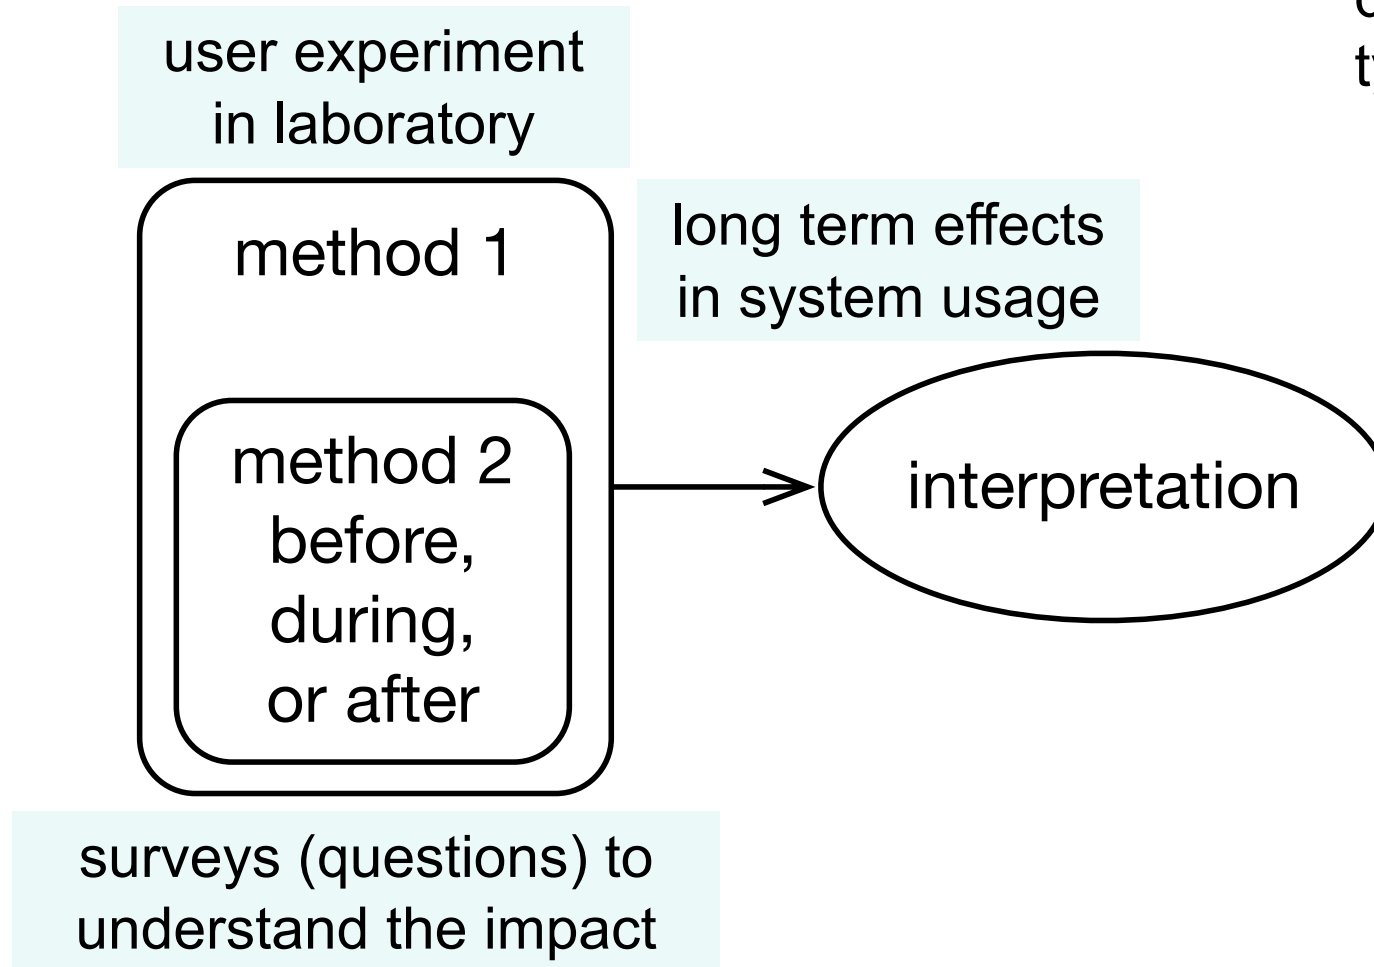 user experiment
in laboratory
method 1
long term effects
in system usage
method 2
before,
during,
or after
interpretation
surveys (questions) to
understand the impact